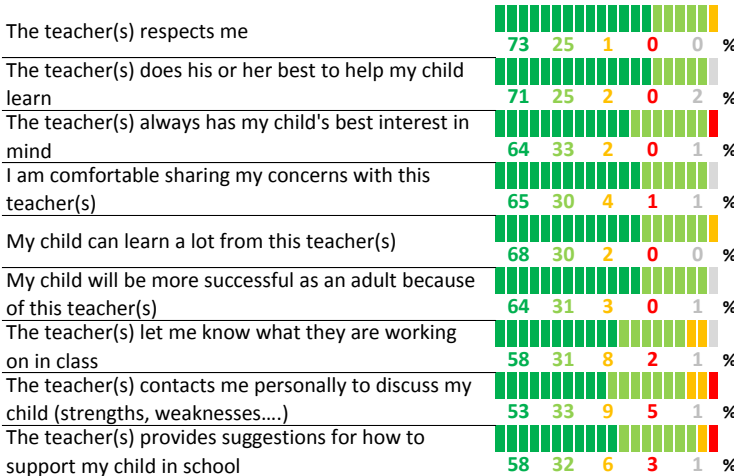 The teacher(s) respects me
73 25 1 0 0 %
The teacher(s) does his or her best to help my child
learn
71 25 2 0 2 %
The teacher(s) always has my child's best interest in
mind
64 33 2 0 1 %
I am comfortable sharing my concerns with this
teacher(s)
65 30 4 1 1 %
My child can learn a lot from this teacher(s)
68 30 2 0 0 %
My child will be more successful as an adult because
of this teacher(s)
64 31 3 0 1 %
The teacher(s) let me know what they are working
on in class
58 31 8 2 1 %
The teacher(s) contacts me personally to discuss my
child (strengths, weaknesses….)
53 33 9 5 1 %
The teacher(s) provides suggestions for how to
support my child in school
58 32 6 3 1 %